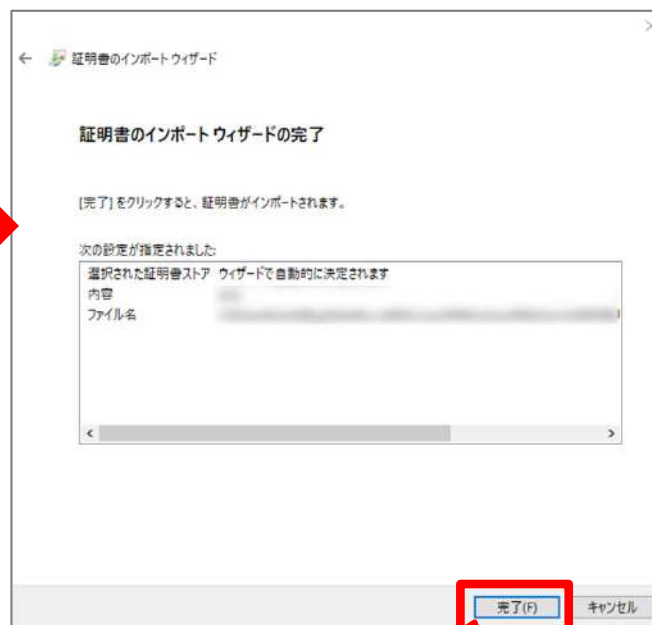 証明書のインポート ウィザード
証明書のインポート ウィザードの完了
[完了] をクリックすると、証明書がインポートされます。
次の設定が指定されました:
選択された証明書ストア ウィザードで自動的に決定されます
内容
ファイル名
完了(F) キャンセル